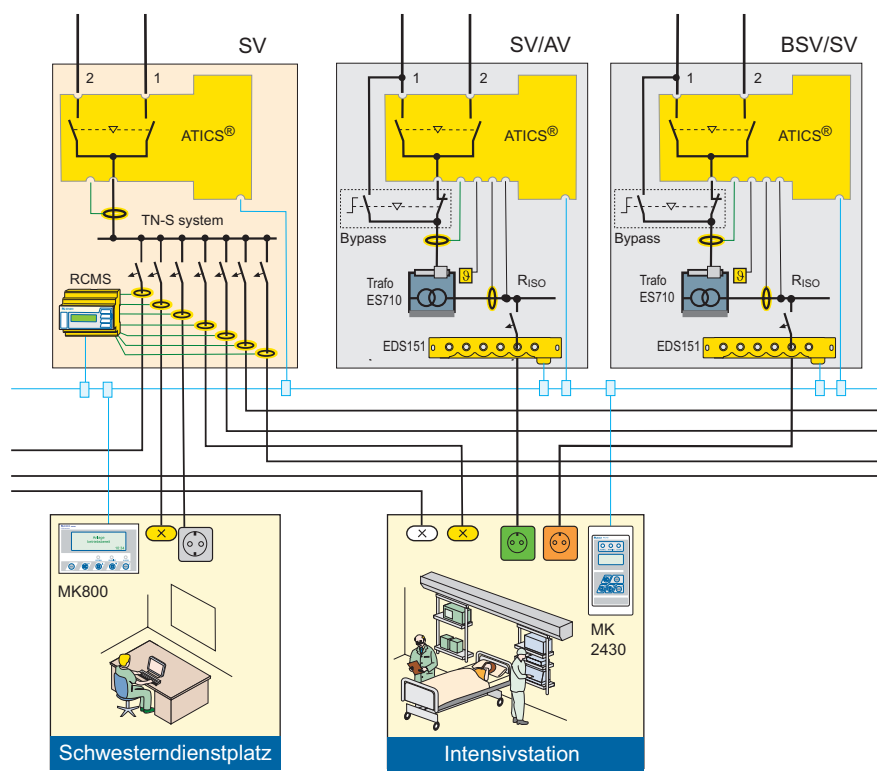 SV
SV/AV
BSV/SV
2
1
1
2
1
2
ATICS®
ATICS®
ATICS®
TN-S system
Bypass
Bypass
RCMS
Trafo
ES710
ϑ
RISO
Trafo
ES710
ϑ
RISO
EDS151
EDS151
MK800
MK
2430
Schwesterndienstplatz
Intensivstation